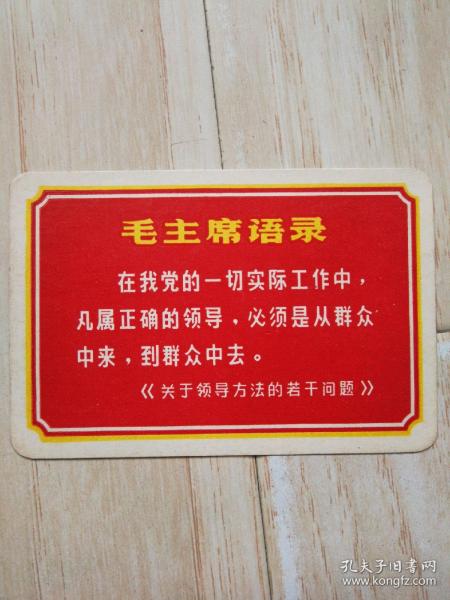 毛主席语录
在我党的一切实际工作中，
凡属正确的领导，必须是从群众
中来，到群众中去。
《关于领导方法的若干问题》
孔夫子旧书网
www.kongfz.com